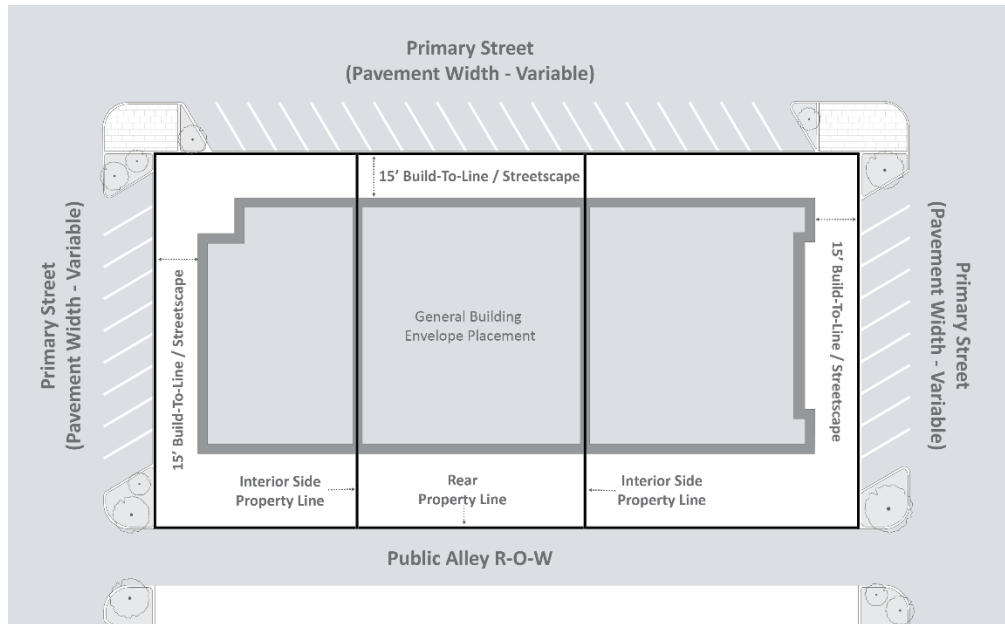 Primary Street
(Pavement Width - Variable)
15' Build-To-Line / Streetscape
Primary Street
(Pavement Width - Variable)
15' Build-To-Line / Streetscape
General Building
Envelope Placement
15' Build-To-Line / Streetscape
Primary Street
(Pavement Width - Variable)
Interior Side
Property Line
Rear
Property Line
Interior Side
Property Line
Public Alley R-O-W